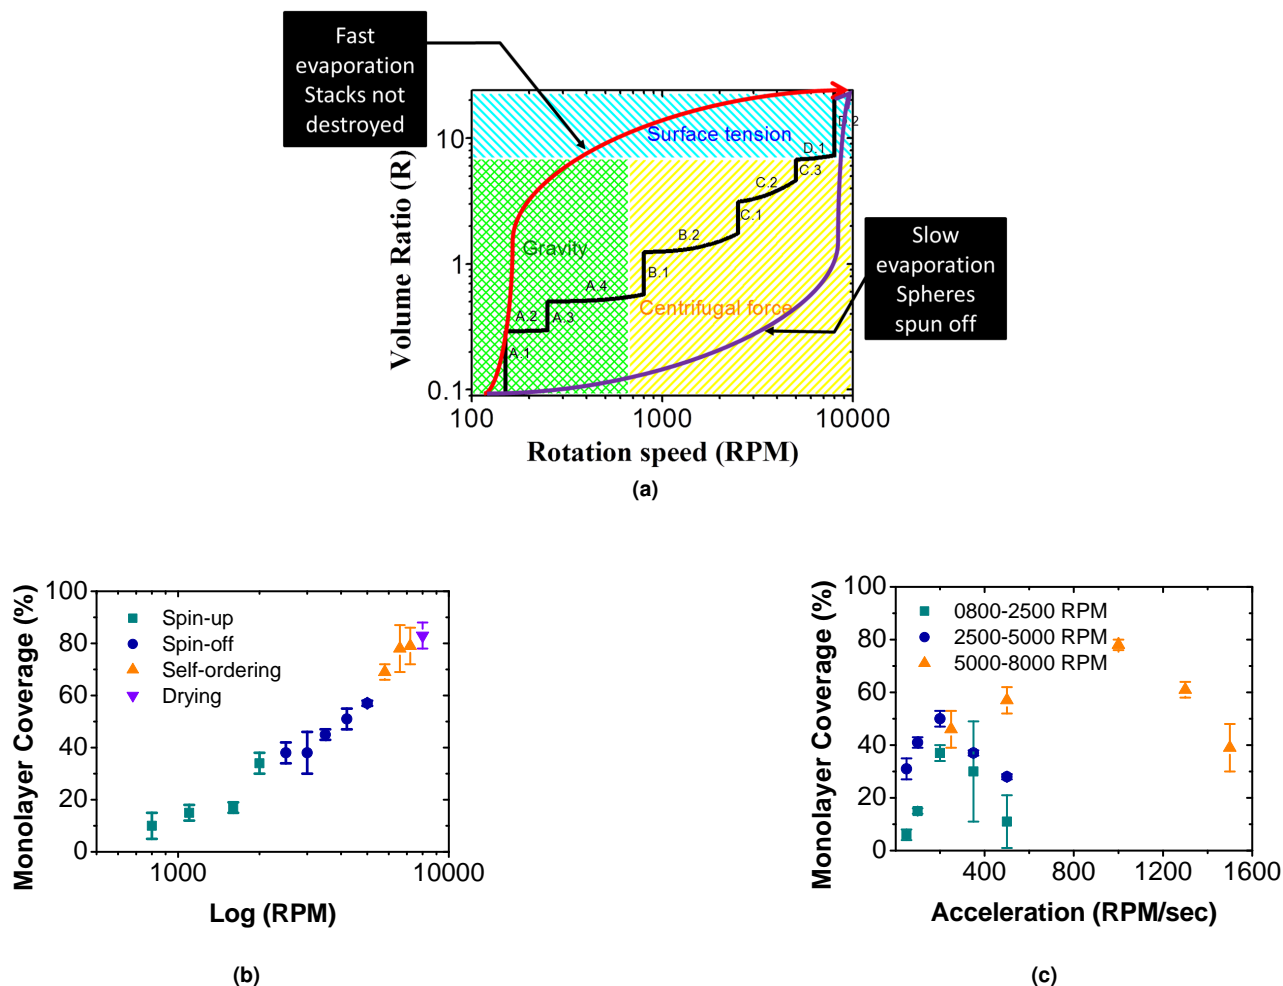 Fast
evaporation
Stacks not
destroyed
Volume Ratio (R)
10
1
0.1
Surface tension
Gravity
Centrifugal force
A.1
A.2
A.3
A.4
B.1
B.2
C.1
C.2
C.3
D.1
D.2
100
1000
10000
Rotation speed (RPM)
Slow
evaporation
Spheres
spun off
(a)
Monolayer Coverage (%)
100
80
60
40
20
0
Spin-up
Spin-off
Self-ordering
Drying
1000
10000
Log (RPM)
(b)
Monolayer Coverage (%)
100
80
60
40
20
0
0800-2500 RPM
2500-5000 RPM
5000-8000 RPM
400
800
1200
1600
Acceleration (RPM/sec)
(c)